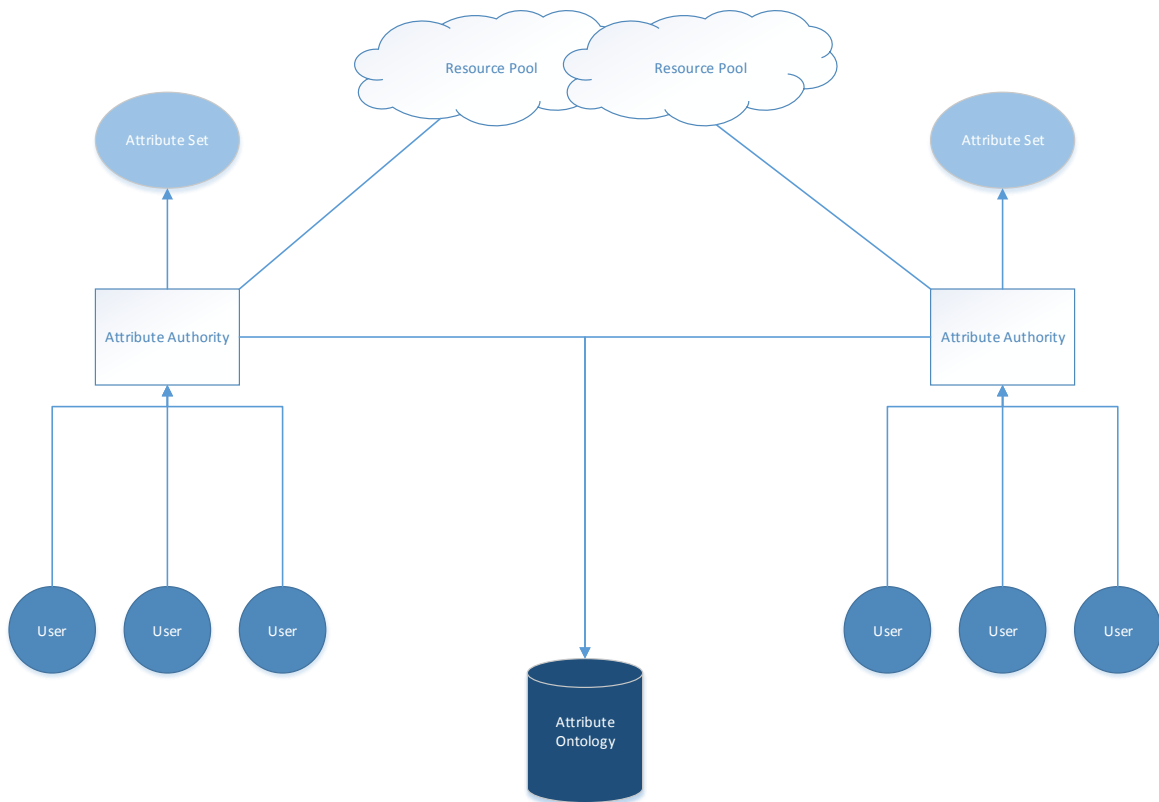 Resource Pool
Resource Pool
Attribute Set
Attribute Set
Attribute Authority
Attribute Authority
User
User
User
User
User
User
Attribute
Ontology